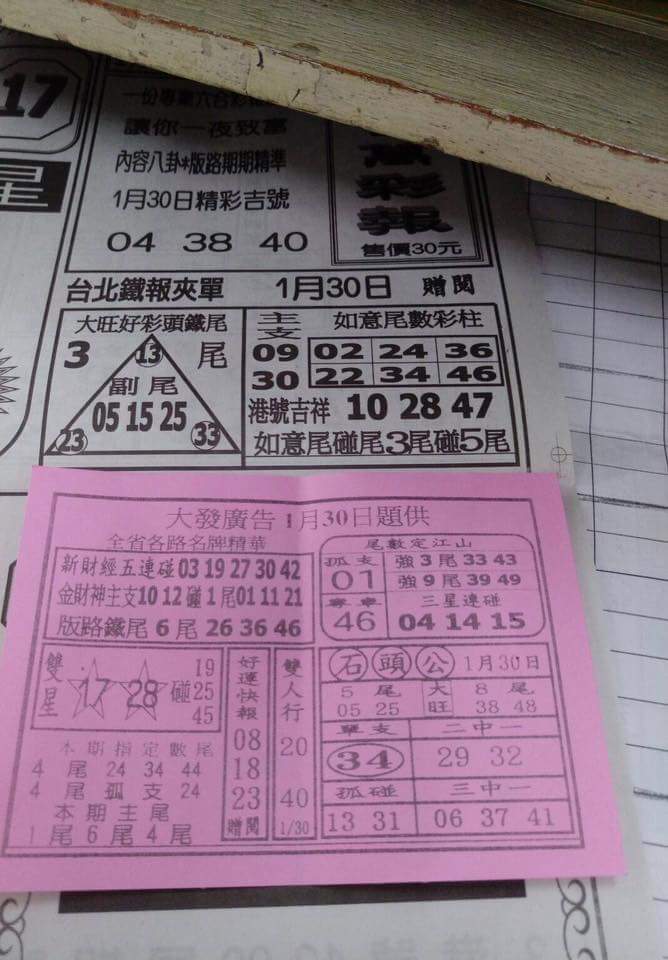 17
星
一份專業六合彩
讓你一夜致富
內容八卦*版路期期精準
1月30日精彩吉號
04 38 40
彩報
售價30元
台北鐵報夾單 1月30日 贈閱
大旺好彩頭鐵尾
3 13 尾
副尾
05 15 25
23 33
主支 如意尾數彩柱
09 02 24 36
30 22 34 46
港號吉祥 10 28 47
如意尾碰尾3尾碰5尾
大發廣告1月30日題供
全省各路名牌精華
新財經五連碰 03 19 27 30 42
金財神主支10 12碰1尾01 11 21
版路鐵尾 6 尾 26 36 46
尾數定江山
孤支 強 3 尾 33 43
01 強 9 尾 39 49
三星連碰
46 04 14 15
雙星 17 28 碰 19 25 45
本期指定數尾
4 尾 24 34 44
4 尾 孤 支 24
本期主尾
1 尾 6 尾 4 尾
好運快報
08
18
23
贈閱
雙人行
20
40
1/30
石頭公 1月30日
5 尾 大旺 8 尾
05 25 38 48
單支 二中一
34 29 32
孤碰 三中一
13 31 06 37 41